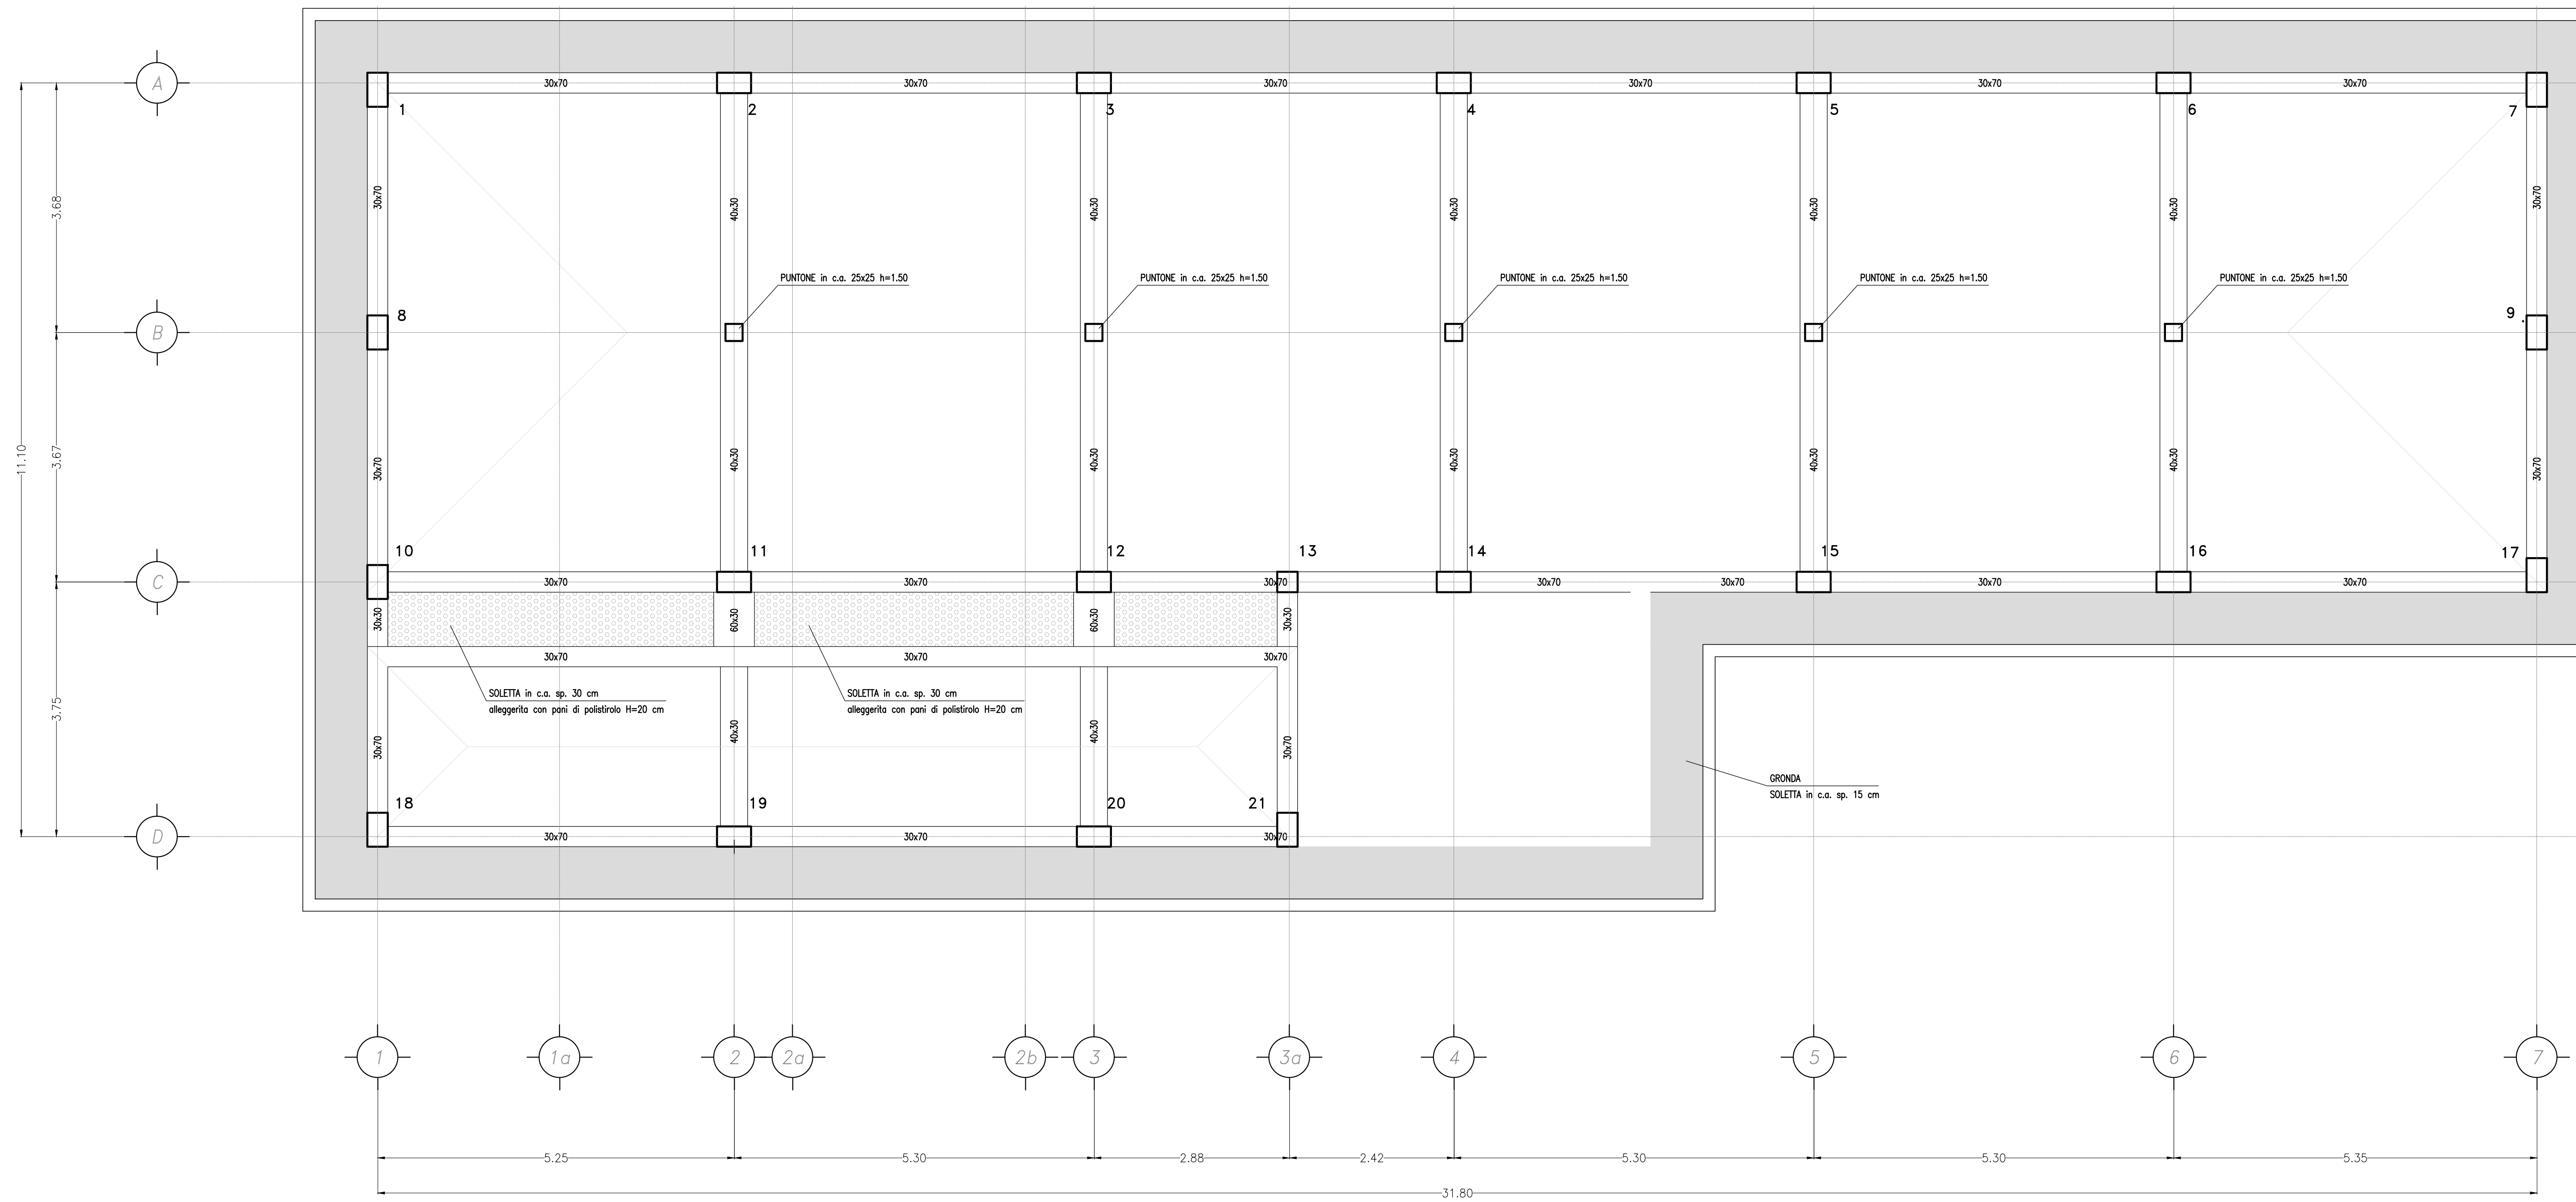 A
30x70 30x70 30x70 30x70 30x70 30x70
1 2 3 4 5 6 7
3.68
30x70 40x30 40x30 40x30 40x30 40x30 30x70
PUNTONE in c.a. 25x25 h=1.50 PUNTONE in c.a. 25x25 h=1.50 PUNTONE in c.a. 25x25 h=1.50 PUNTONE in c.a. 25x25 h=1.50 PUNTONE in c.a. 25x25 h=1.50
8 9
B
11.10 3.67
30x70 40x30 40x30 40x30 40x30 40x30 30x70
10 11 12 13 14 15 16 17
C
30x70 30x70 30x70 30x70 30x70 30x70 30x70
30x30 60x30 60x30 30x30
30x70 30x70 30x70
SOLETTA in c.a. sp. 30 cm
alleggerita con pani di polistirolo H=20 cm
SOLETTA in c.a. sp. 30 cm
alleggerita con pani di polistirolo H=20 cm
3.75
30x70 40x30 40x30 30x70
GRONDA
SOLETTA in c.a. sp. 15 cm
18 19 20 21
D
30x70 30x70 30x70
1 1a 2 2a 2b 3 3a 4 5 6 7
5.25 5.30 2.88 2.42 5.30 5.30 5.35
31.80